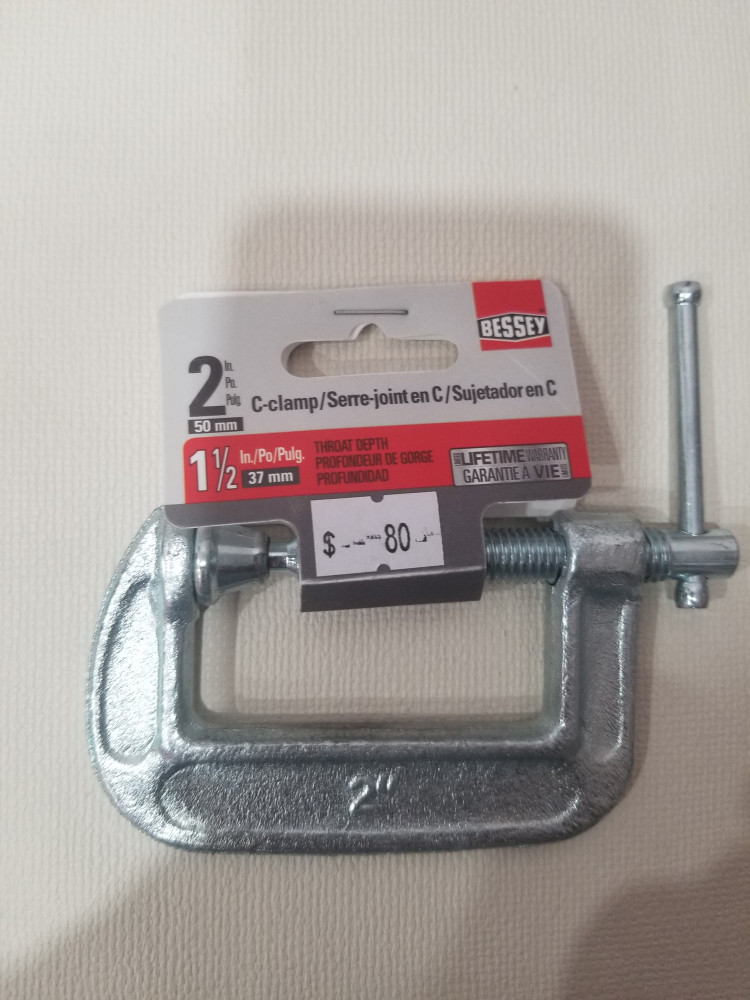 BESSEY
2 In.
Po.
Pulg.
50 mm
C-clamp/Serre-joint en C/Sujetador en C
1 1/2 In./Po/Pulg.
37 mm
THROAT DEPTH
PROFONDEUR DE GORGE
PROFUNDIDAD
LIFETIME WARRANTY
GARANTIE À VIE
$ 80
2"